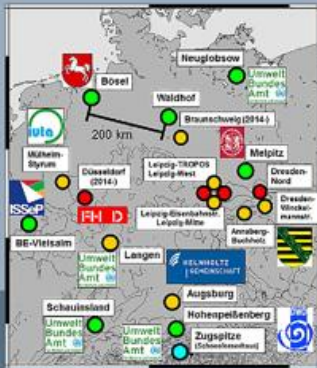 Neuglobsow
Umwelt
Bundes
Amt
Bösel
Waldhof
Braunschweig (2014-)
200 km
iuta
Mülheim-
Styrum
Leipzig-TROPOS
Leipzig-West
Melpitz
Dresden-
Nord
Düsseldorf
(2014-)
ISSeP
FH D
Leipzig-Eisenbahnstr.
Leipzig-Mitte
Dresden-
Winckel-
mannstr.
Annaberg-
Buchholz
BE-Vielsalm
Langen
Umwelt
Bundes
Amt
HELMHOLTZ
GEMEINSCHAFT
Augsburg
Schauinsland
Hohenpeißenberg
Umwelt
Bundes
Amt
Umwelt
Bundes
Amt
Zugspitze
(Schneefernerhaus)